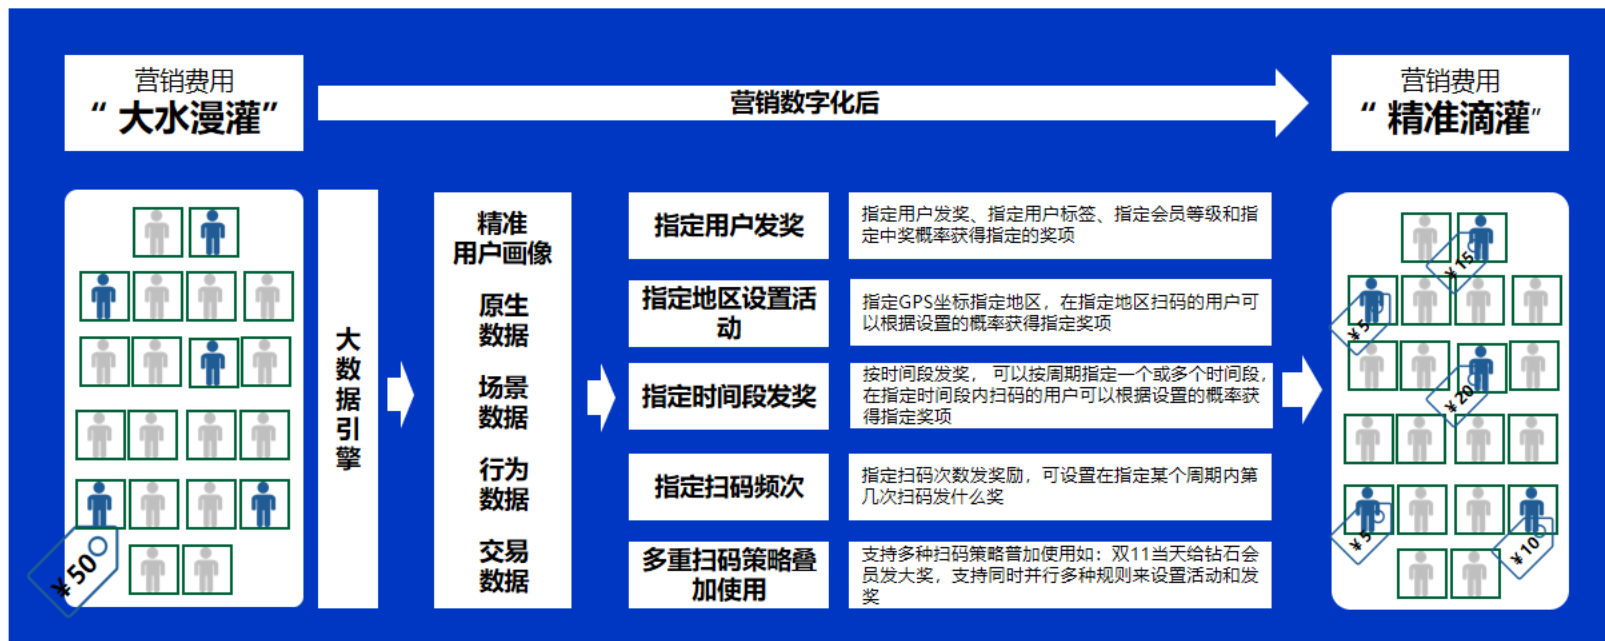 营销费用
“ 大水漫灌”
营销数字化后
营销费用
“ 精准滴灌”
¥50
大
数
据
引
擎
精准
用户画像
原生
数据
场景
数据
行为
数据
交易
数据
指定用户发奖
指定用户发奖、指定用户标签、指定会员等级和指
定中奖概率获得指定的奖项
指定地区设置活
动
指定GPS坐标指定地区，在指定地区扫码的用户可
以根据设置的概率获得指定奖项
指定时间段发奖
按时间段发奖， 可以按周期指定一个或多个时间段，
在指定时间段内扫码的用户可以根据设置的概率获
得指定奖项
指定扫码频次
指定扫码次数发奖励，可设置在指定某个周期内第
几次扫码发什么奖
多重扫码策略叠
加使用
支持多种扫码策略普加使用如：双11当天给钻石会
员发大奖，支持同时并行多种规则来设置活动和发
奖
¥15
¥5
¥20
¥5
¥10